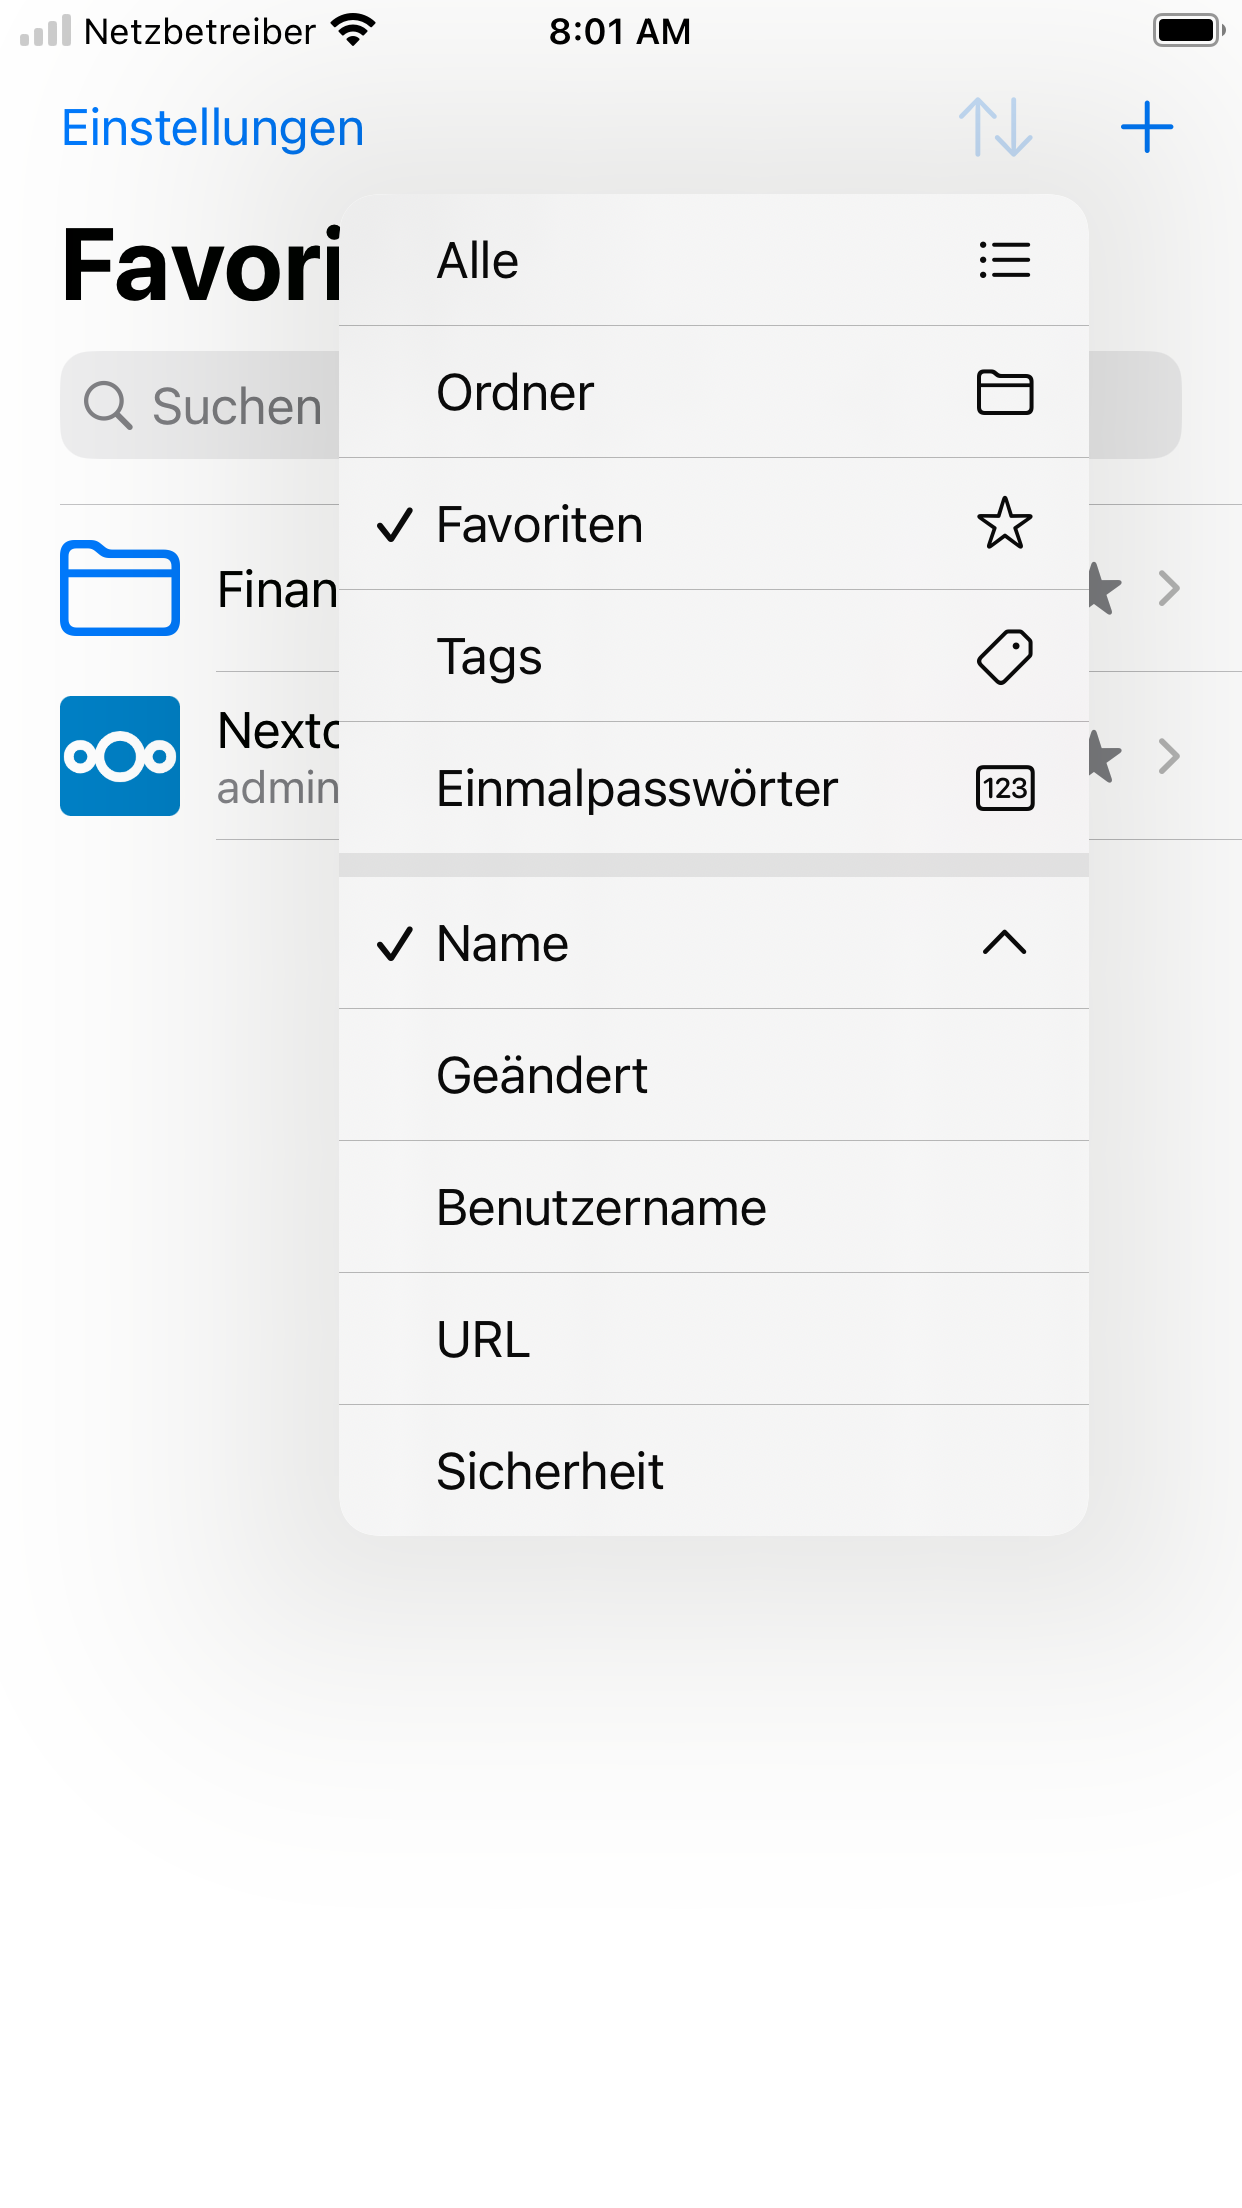 Netzbetreiber 8:01 AM
Einstellungen
Favori
Suchen
Finan
Nextc
admin
Alle
Ordner
Favoriten
Tags
Einmalpasswörter 123
Name
Geändert
Benutzername
URL
Sicherheit